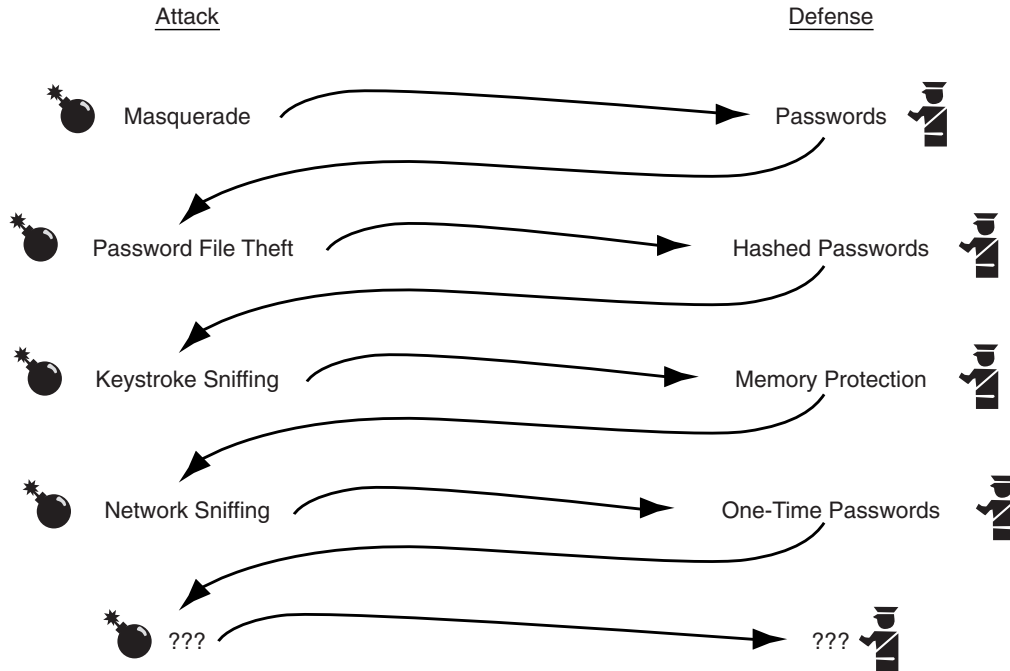 Attack
Defense
Masquerade
Passwords
Password File Theft
Hashed Passwords
Keystroke Sniffing
Memory Protection
Network Sniffing
One-Time Passwords
???
???